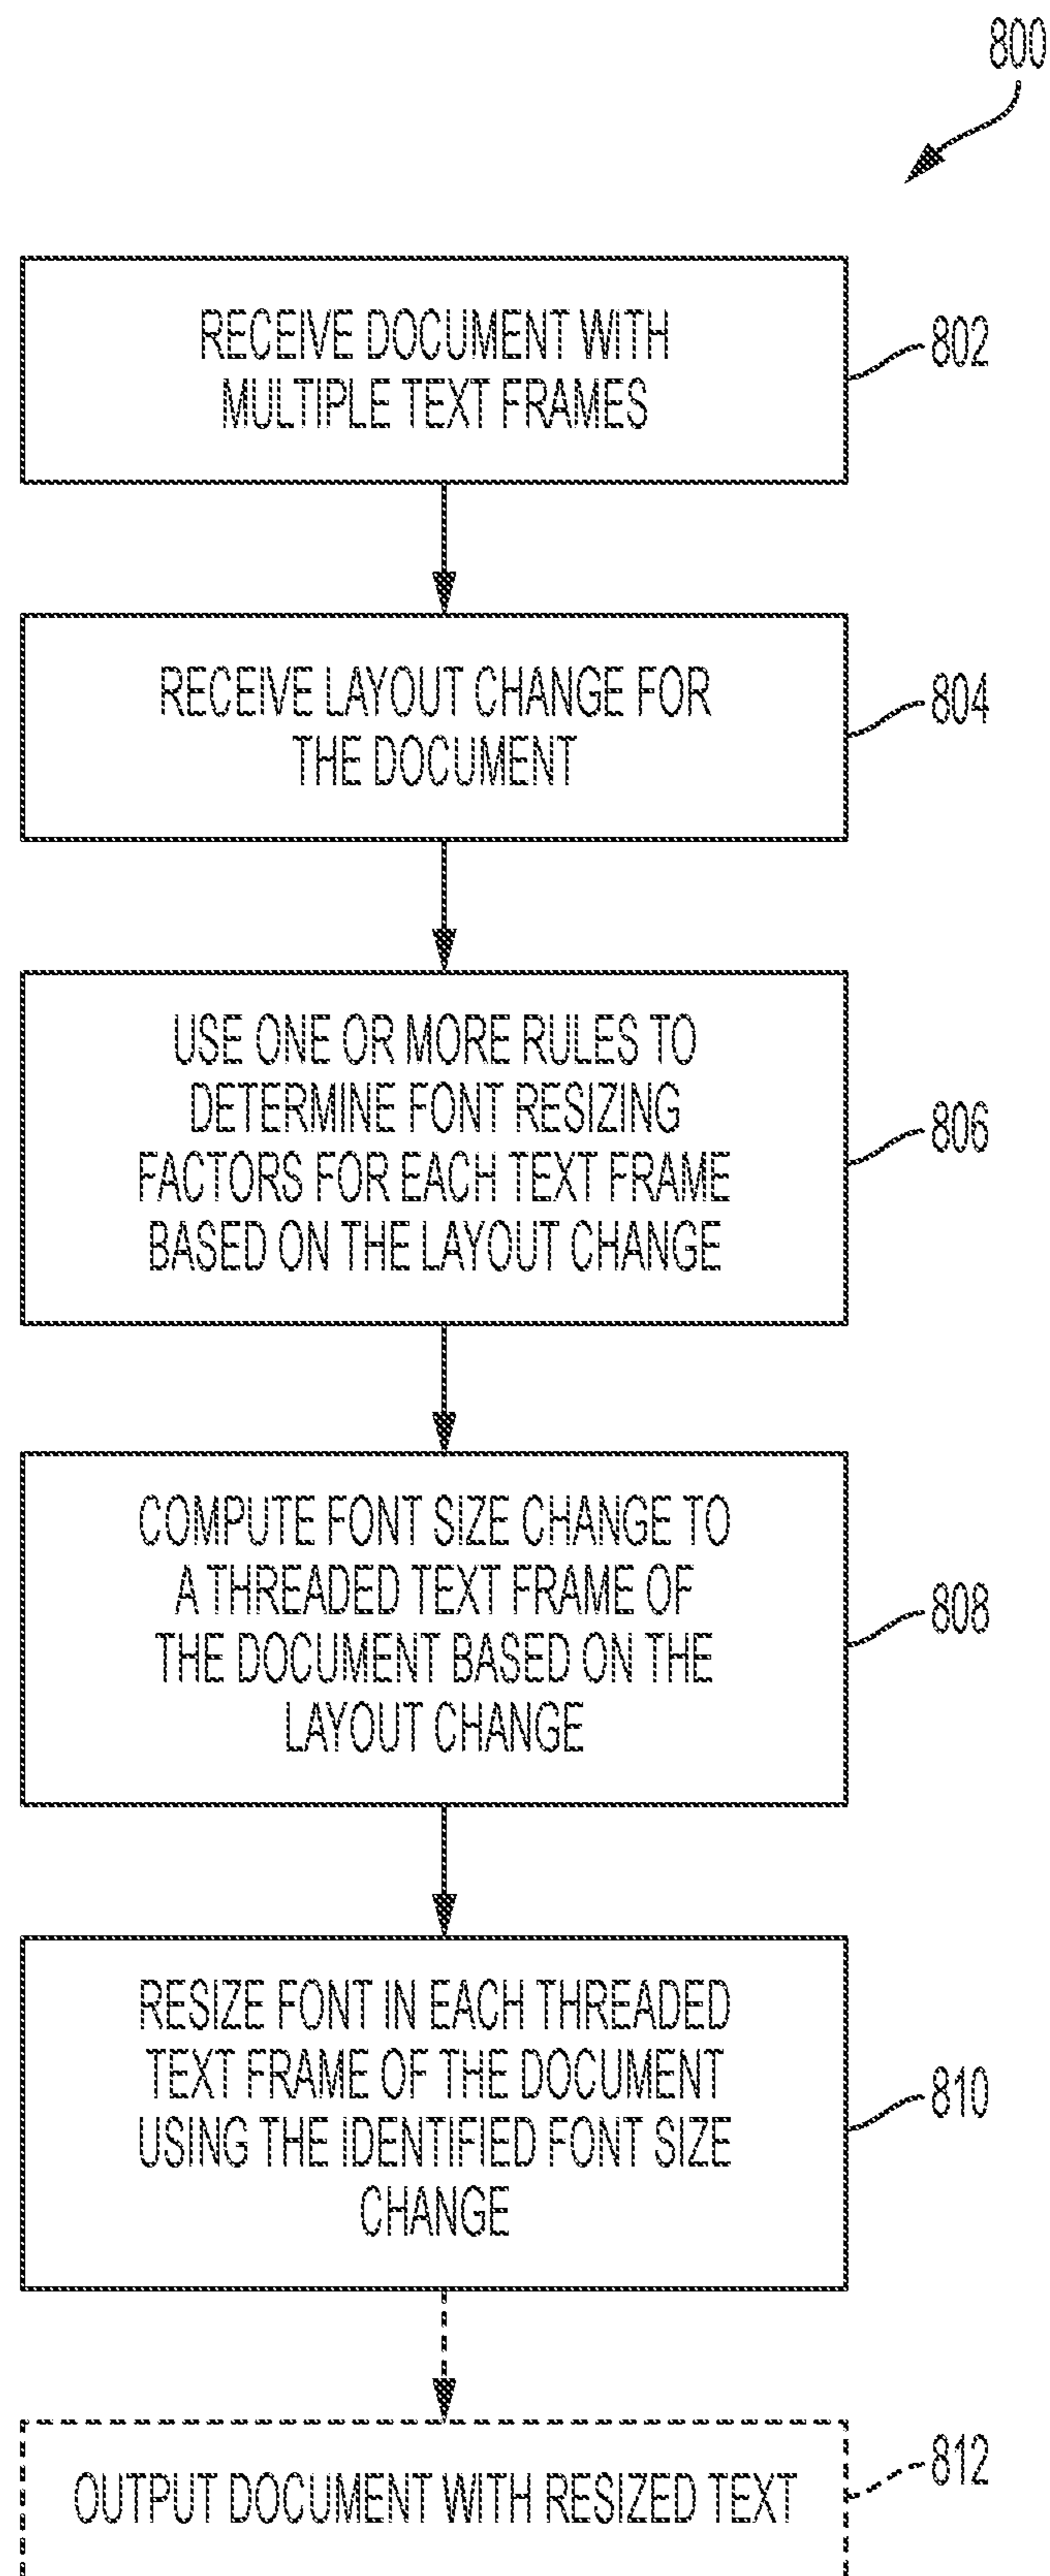 800
RECEIVE DOCUMENT WITH
MULTIPLE TEXT FRAMES
802
RECEIVE LAYOUT CHANGE FOR
THE DOCUMENT
804
USE ONE OR MORE RULES TO
DETERMINE FONT RESIZING
FACTORS FOR EACH TEXT FRAME
BASED ON THE LAYOUT CHANGE
806
COMPUTE FONT SIZE CHANGE TO
A THREADED TEXT FRAME OF
THE DOCUMENT BASED ON THE
LAYOUT CHANGE
808
RESIZE FONT IN EACH THREADED
TEXT FRAME OF THE DOCUMENT
USING THE IDENTIFIED FONT SIZE
CHANGE
810
OUTPUT DOCUMENT WITH RESIZED TEXT
812